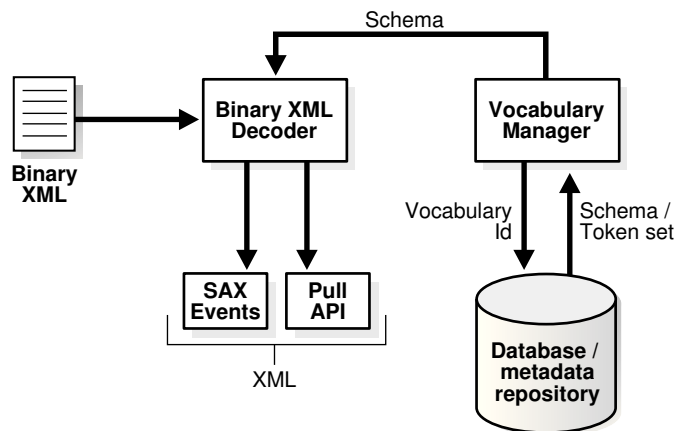 Schema
Binary XML
Decoder
Vocabulary
Manager
Binary
XML
Vocabulary
Id
Schema /
Token set
SAX
Events
Pull
API
XML
Database /
metadata
repository